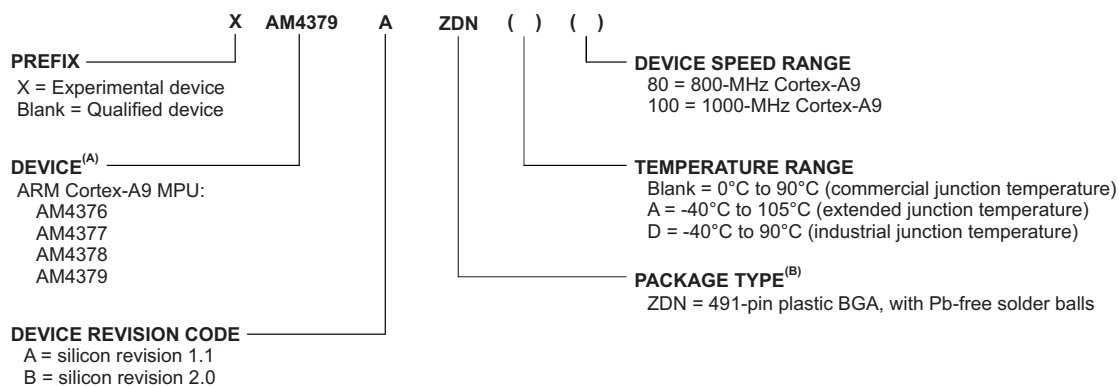 X AM4379 A ZDN ( ) ( )
PREFIX
X = Experimental device
Blank = Qualified device
DEVICE(A)
ARM Cortex-A9 MPU:
AM4376
AM4377
AM4378
AM4379
DEVICE REVISION CODE
A = silicon revision 1.1
B = silicon revision 2.0
DEVICE SPEED RANGE
80 = 800-MHz Cortex-A9
100 = 1000-MHz Cortex-A9
TEMPERATURE RANGE
Blank = 0°C to 90°C (commercial junction temperature)
A = -40°C to 105°C (extended junction temperature)
D = -40°C to 90°C (industrial junction temperature)
PACKAGE TYPE(B)
ZDN = 491-pin plastic BGA, with Pb-free solder balls